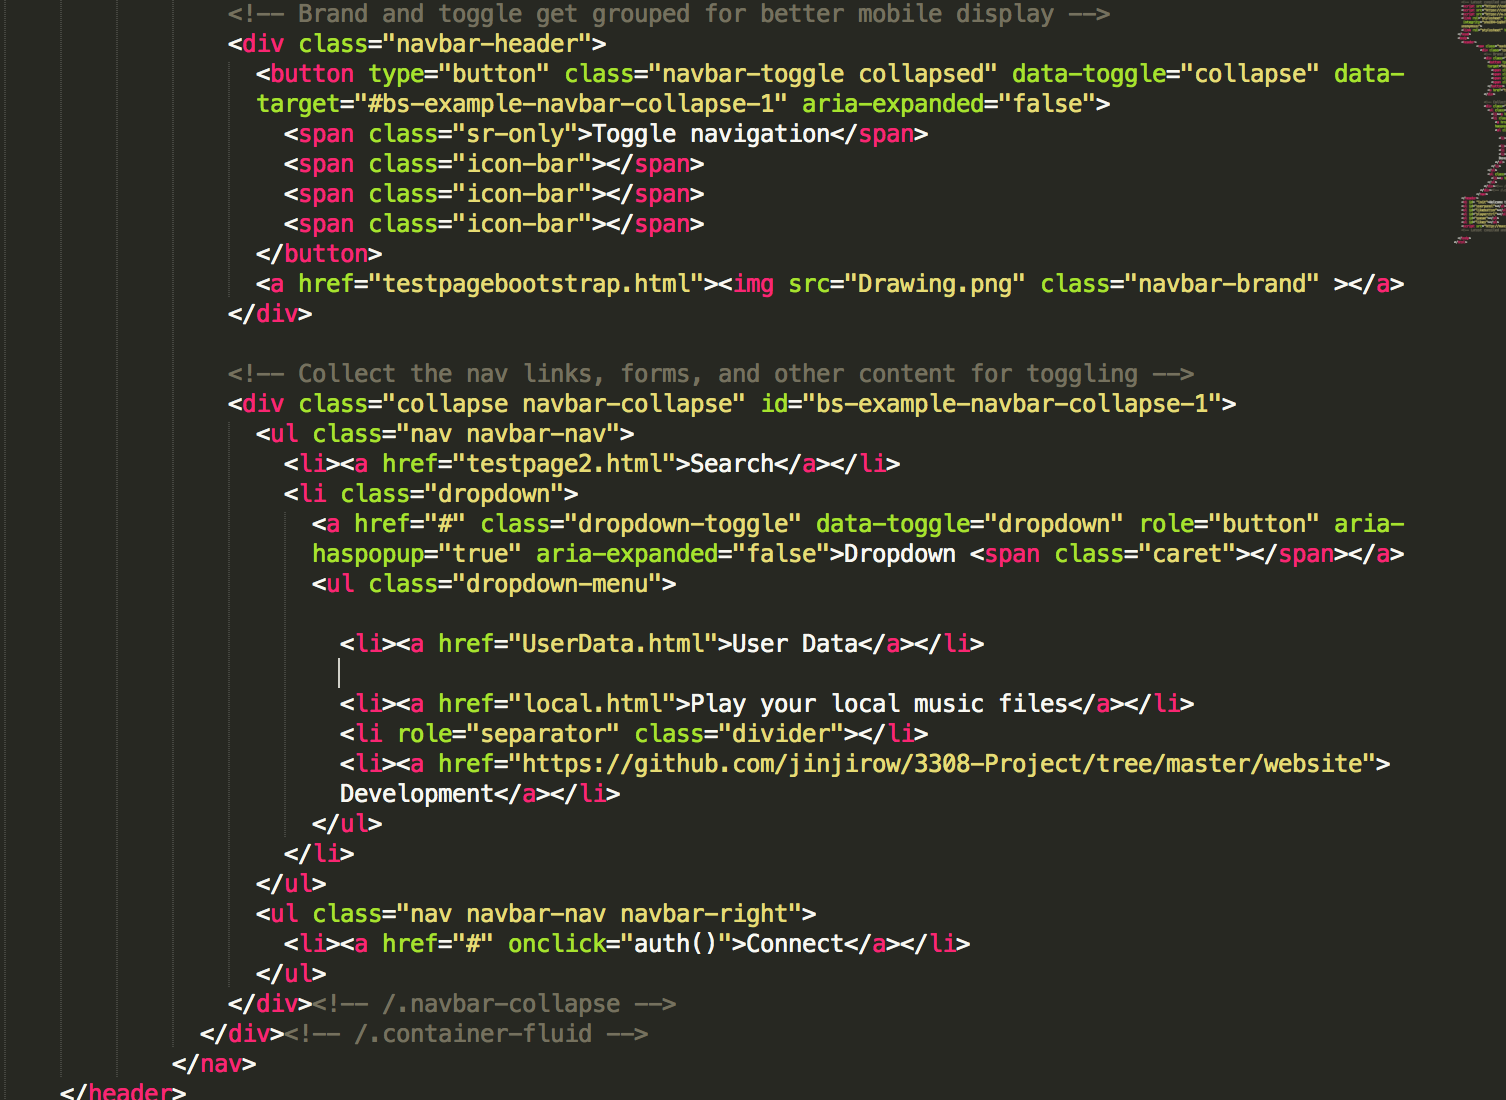 <!-- Brand and toggle get grouped for better mobile display -->
<div class="navbar-header">
<button type="button" class="navbar-toggle collapsed" data-toggle="collapse" data-
target="#bs-example-navbar-collapse-1" aria-expanded="false">
<span class="sr-only">Toggle navigation</span>
<span class="icon-bar"></span>
<span class="icon-bar"></span>
<span class="icon-bar"></span>
</button>
<a href="testpagebootstrap.html"><img src="Drawing.png" class="navbar-brand" ></a>
</div>
<!-- Collect the nav links, forms, and other content for toggling -->
<div class="collapse navbar-collapse" id="bs-example-navbar-collapse-1">
<ul class="nav navbar-nav">
<li><a href="testpage2.html">Search</a></li>
<li class="dropdown">
<a href="#" class="dropdown-toggle" data-toggle="dropdown" role="button" aria-
haspopup="true" aria-expanded="false">Dropdown <span class="caret"></span></a>
<ul class="dropdown-menu">
<li><a href="UserData.html">User Data</a></li>
<li><a href="local.html">Play your local music files</a></li>
<li role="separator" class="divider"></li>
<li><a href="https://github.com/jinjirow/3308-Project/tree/master/website">
Development</a></li>
</ul>
</li>
</ul>
<ul class="nav navbar-nav navbar-right">
<li><a href="#" onclick="auth()">Connect</a></li>
</ul>
</div><!-- /.navbar-collapse -->
</div><!-- /.container-fluid -->
</nav>
</header>